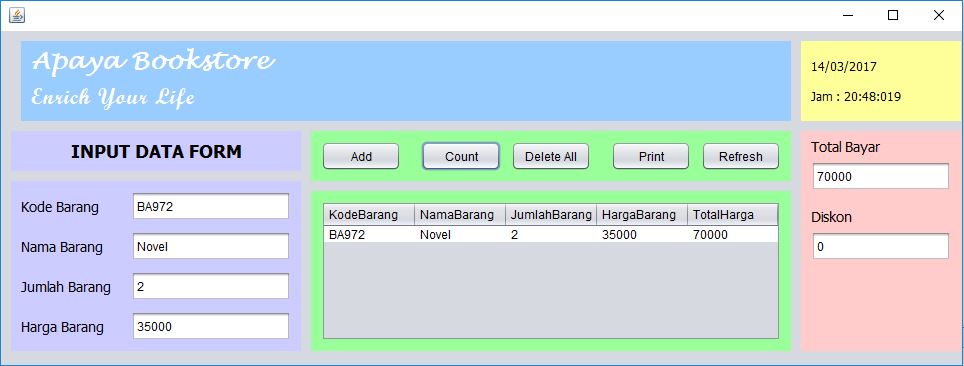 Apaya Bookstore
Enrich Your Life
14/03/2017
Jam : 20:48:019
INPUT DATA FORM
Kode Barang BA972
Nama Barang Novel
Jumlah Barang 2
Harga Barang 35000
Add Count Delete All Print Refresh
KodeBarang NamaBarang JumlahBarang HargaBarang TotalHarga
BA972 Novel 2 35000 70000
Total Bayar
70000
Diskon
0